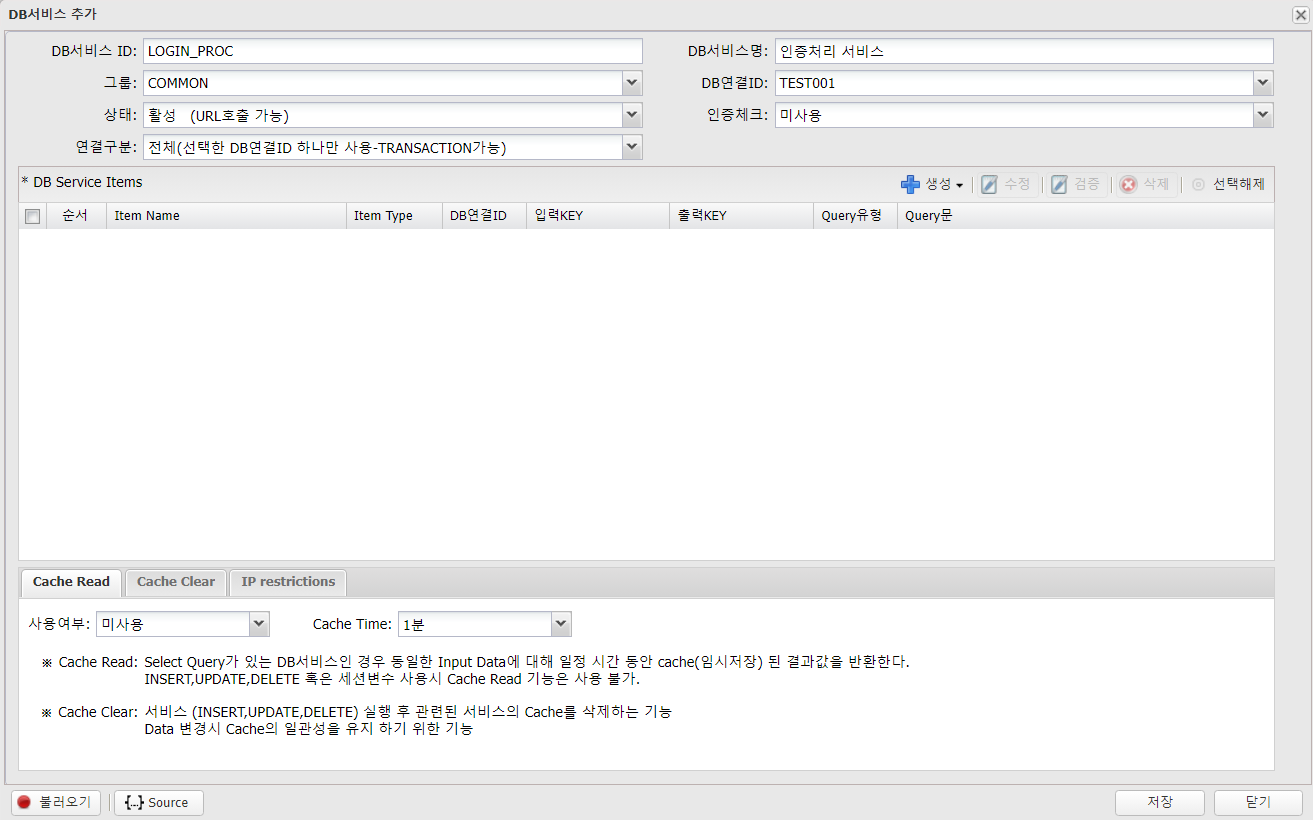 DB서비스 추가
DB서비스 ID: LOGIN_PROC DB서비스명: 인증처리 서비스
그룹: COMMON DB연결ID: TEST001
상태: 활성 (URL호출 가능) 인증체크: 미사용
연결구분: 전체(선택한 DB연결ID 하나만 사용-TRANSACTION가능)
* DB Service Items 생성 수정 검증 삭제 선택해제
순서 Item Name Item Type DB연결ID 입력KEY 출력KEY Query유형 Query문
Cache Read Cache Clear IP restrictions
사용여부: 미사용 Cache Time: 1분
※ Cache Read: Select Query가 있는 DB서비스인 경우 동일한 Input Data에 대해 일정 시간 동안 cache(임시저장) 된 결과값을 반환한다.
INSERT,UPDATE,DELETE 혹은 세션변수 사용시 Cache Read 기능은 사용 불가.
※ Cache Clear: 서비스 (INSERT,UPDATE,DELETE) 실행 후 관련된 서비스의 Cache를 삭제하는 기능
Data 변경시 Cache의 일관성을 유지 하기 위한 기능
불러오기 {...} Source 저장 닫기